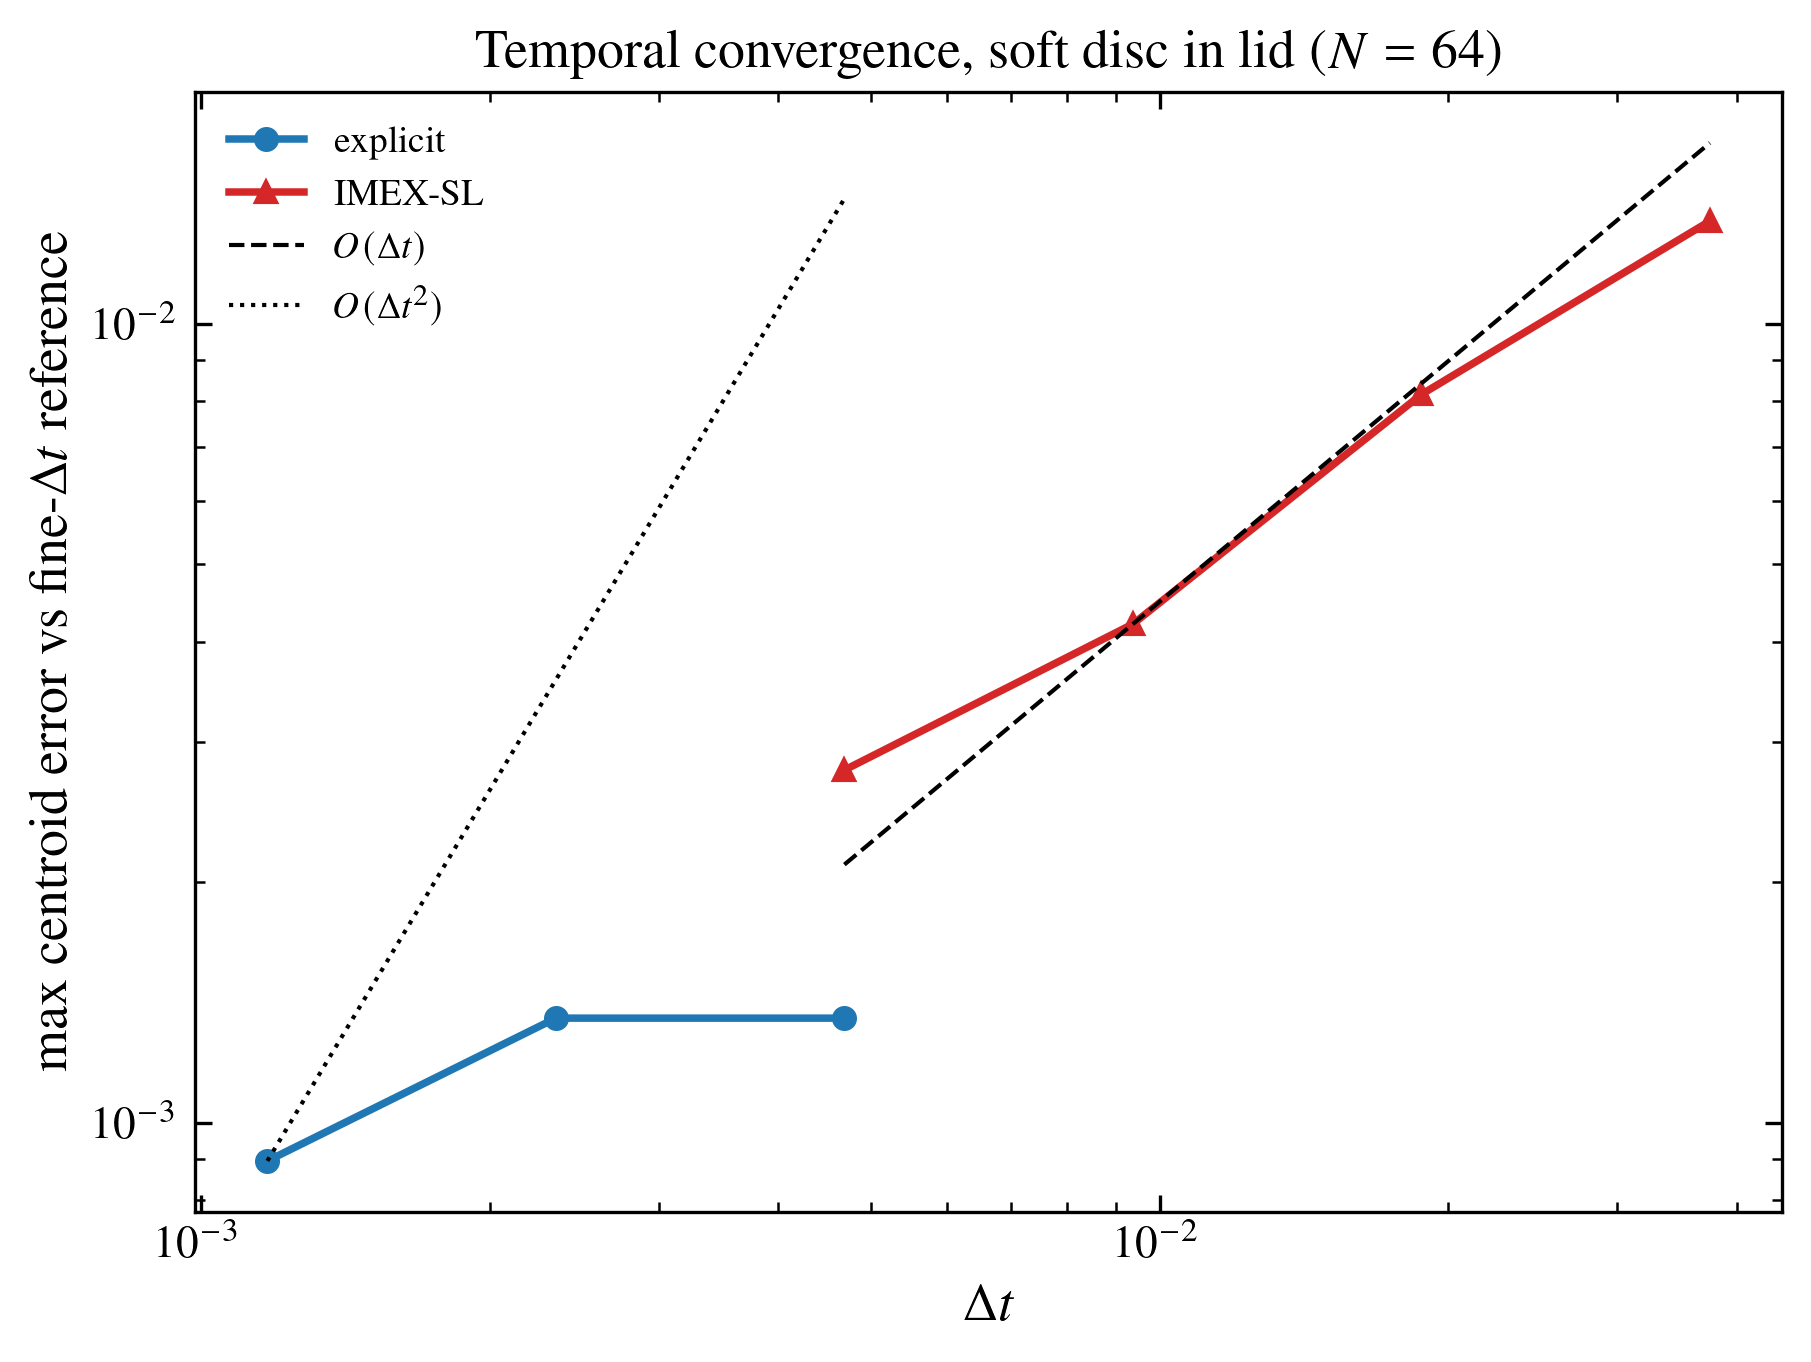 Temporal convergence, soft disc in lid (N = 64)
explicit
IMEX-SL
O(Δt)
O(Δt²)
max centroid error vs fine-Δt reference
10⁻²
10⁻³
10⁻³
10⁻²
Δt